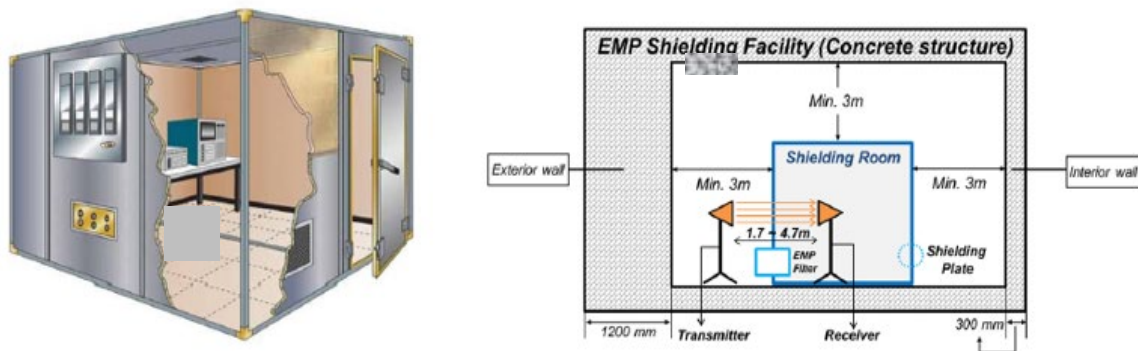 EMP Shielding Facility (Concrete structure)
Min. 3m
Shielding Room
Exterior wall
Interior wall
Min. 3m
Min. 3m
1.7 ~ 4.7m
EMP
Filter
Shielding
Plate
1200 mm
Transmitter
Receiver
300 mm